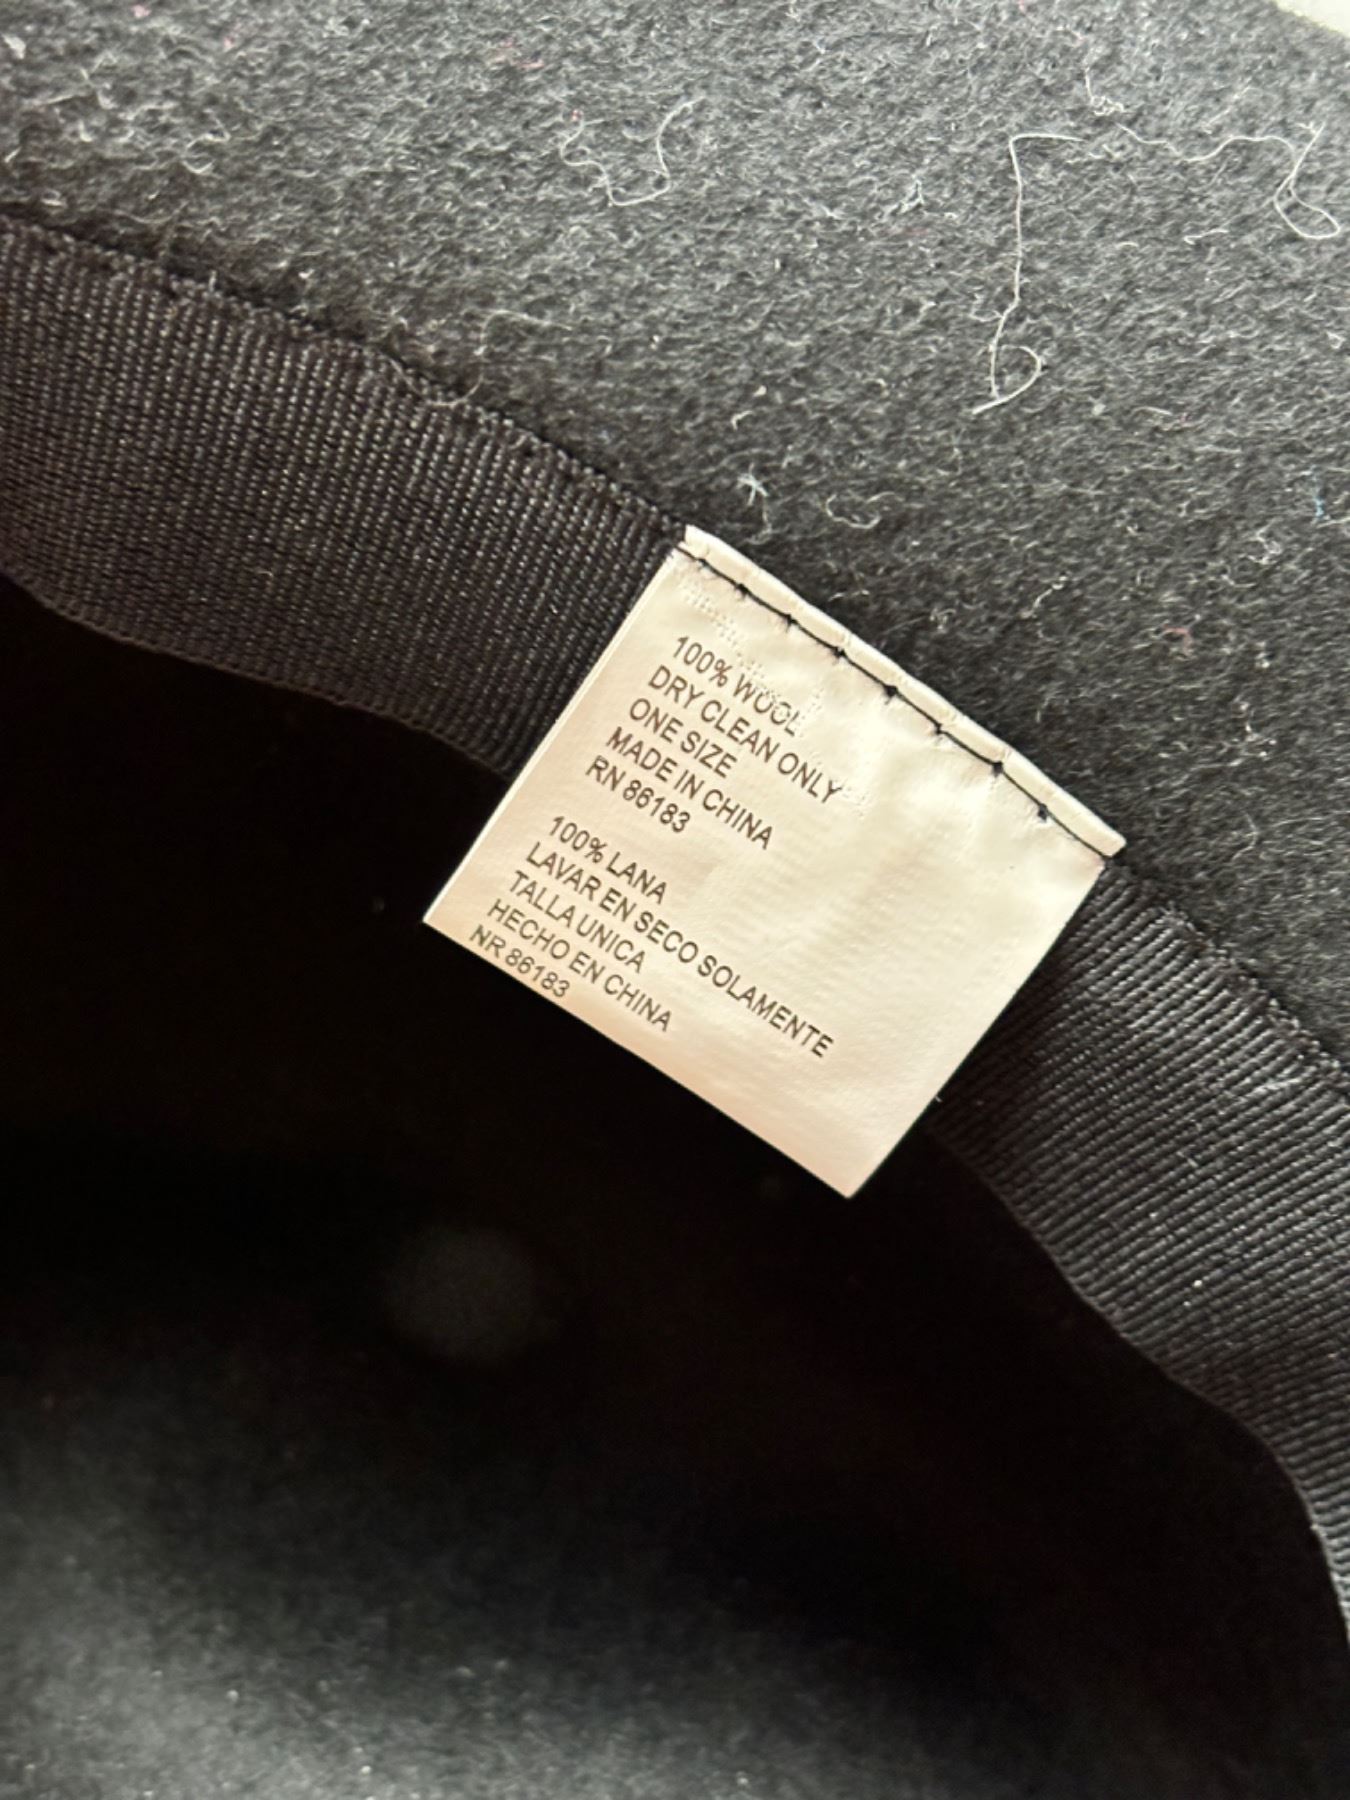 100% WOOL
DRY CLEAN ONLY
ONE SIZE
MADE IN CHINA
RN 86183
100% LANA
LAVAR EN SECO SOLAMENTE
TALLA UNICA
HECHO EN CHINA
NR 86183